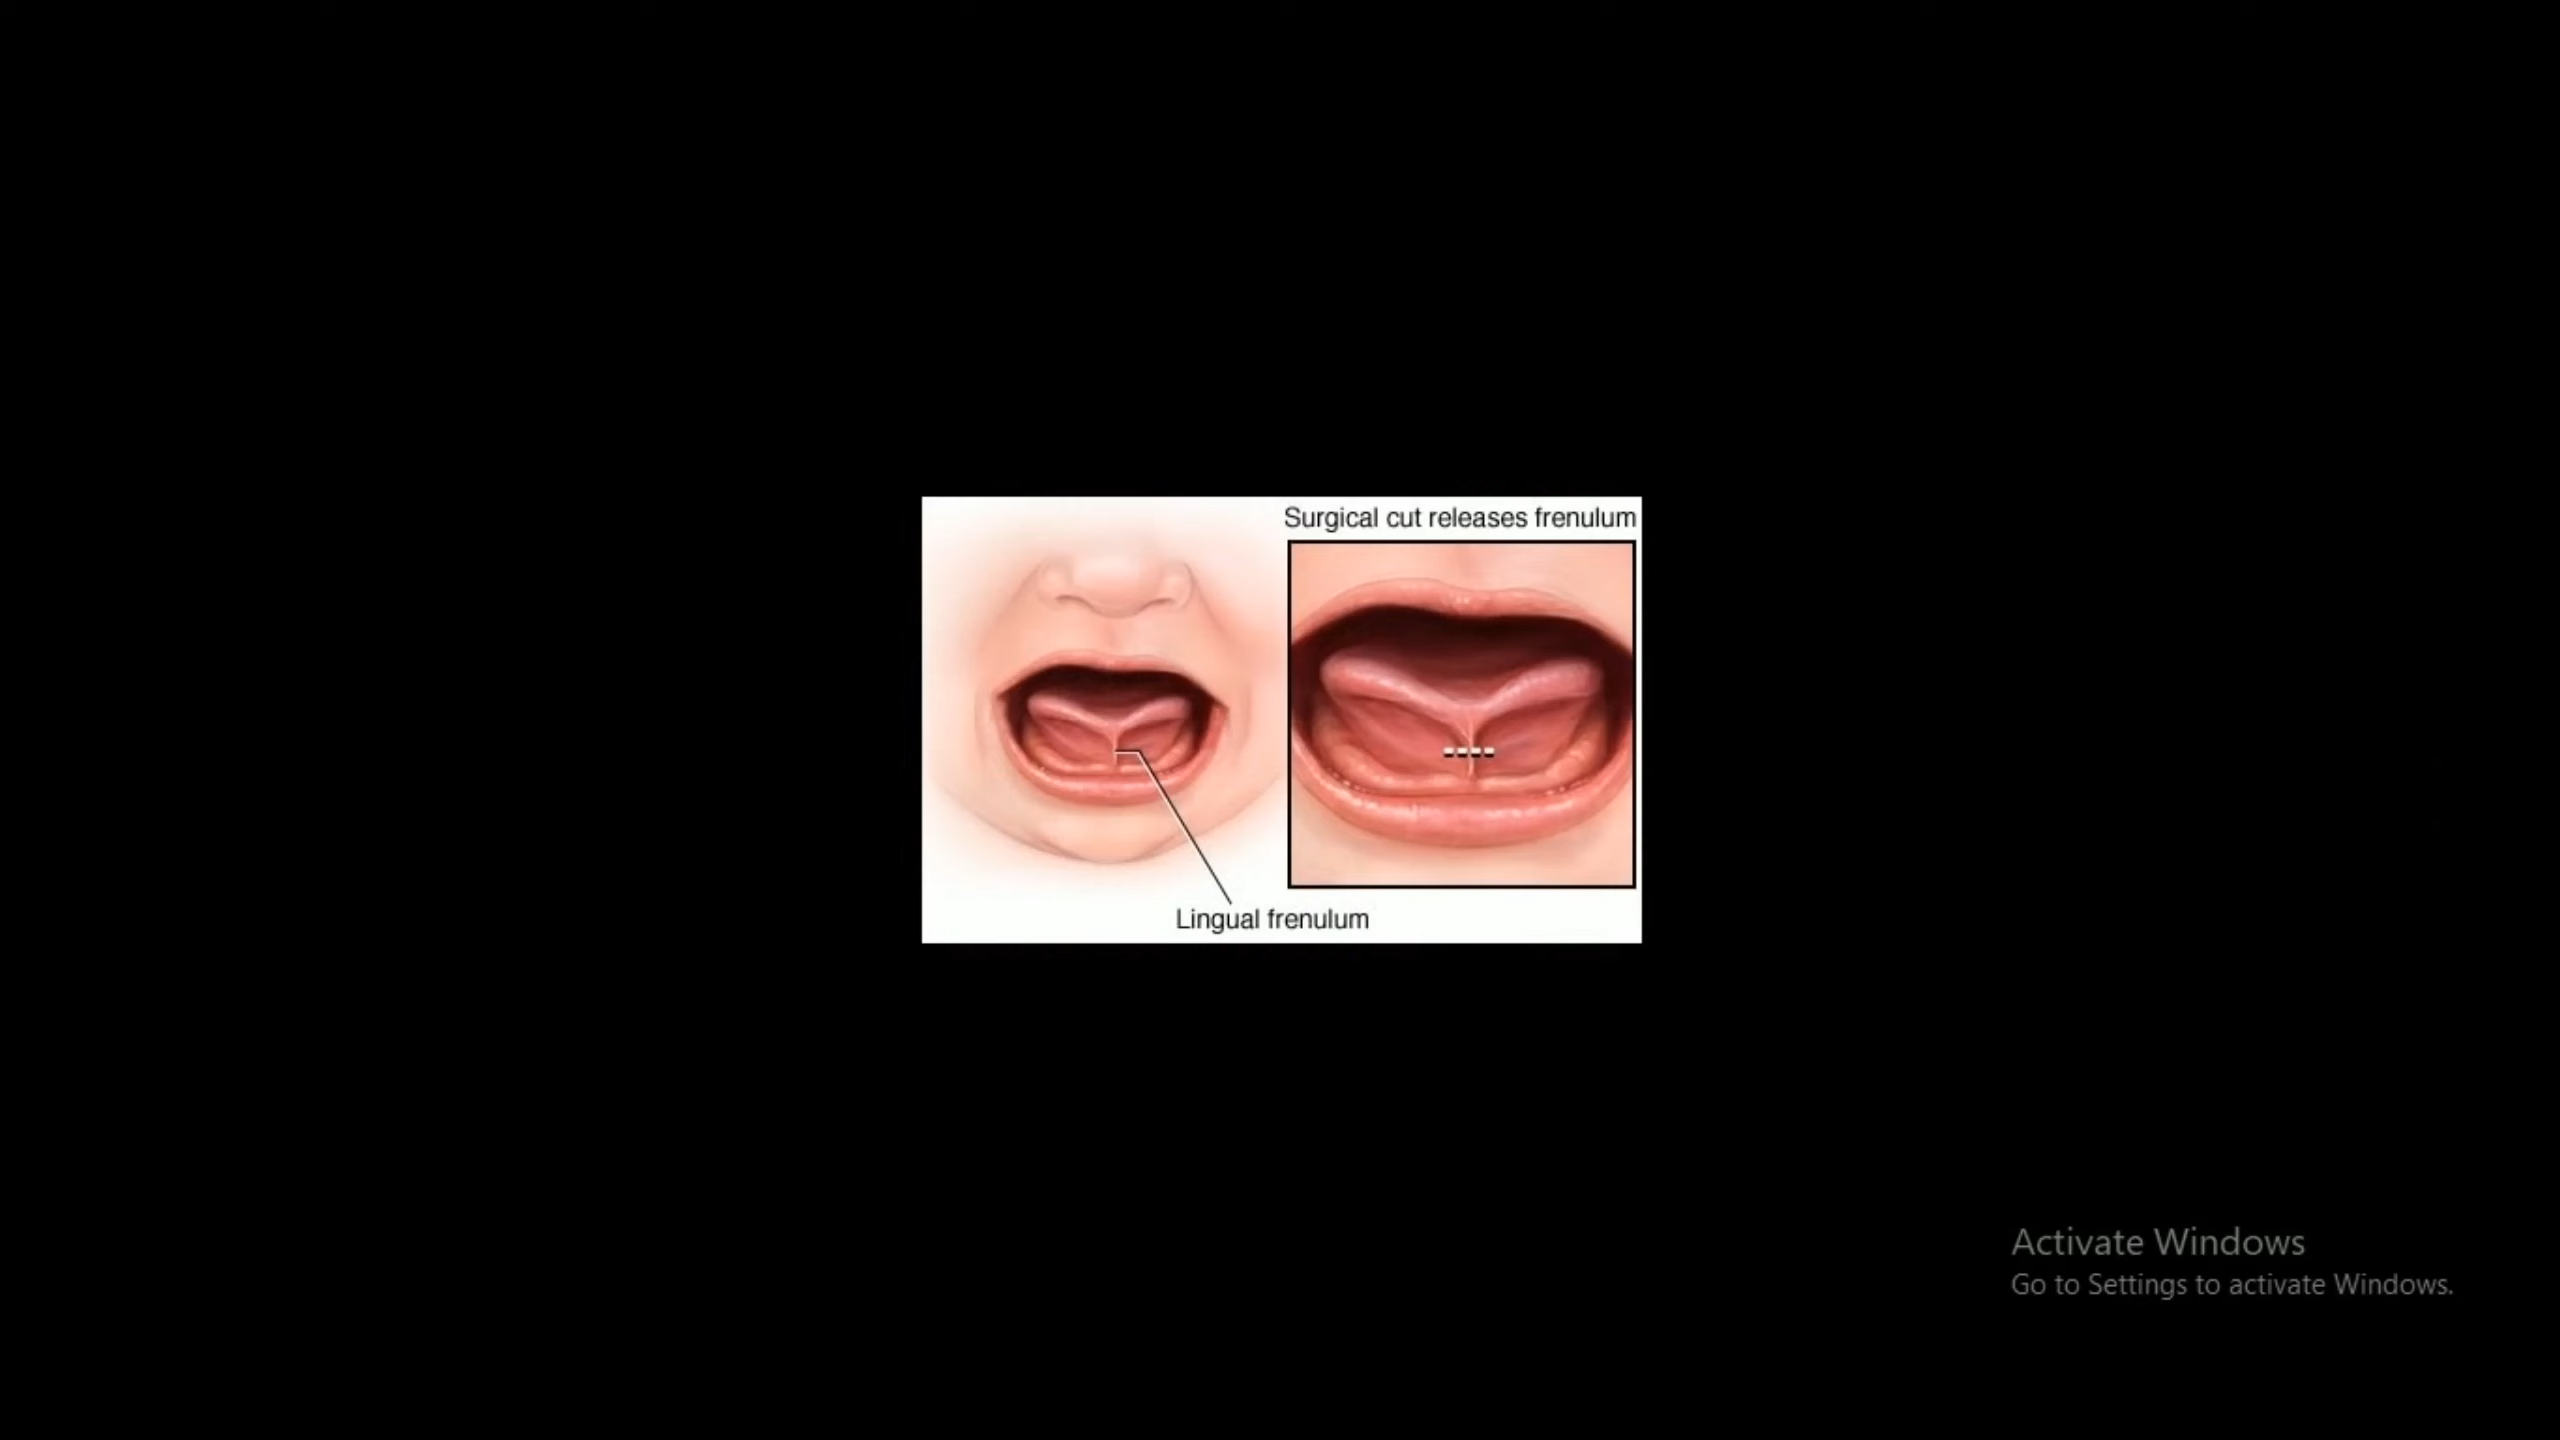 Surgical cut releases frenulum
Lingual frenulum
Activate Windows
Go to Settings to activate Windows.